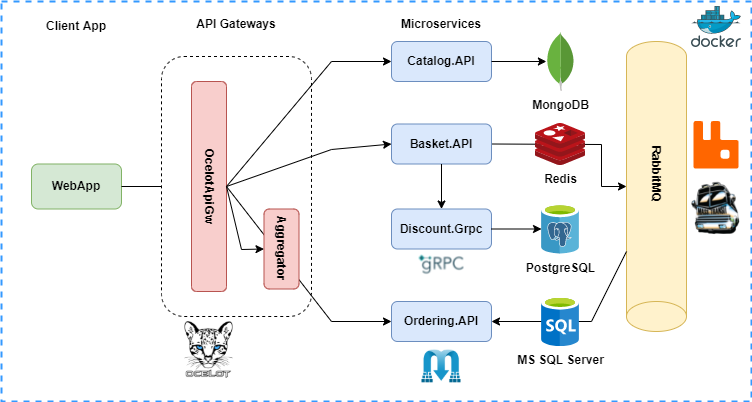 Client App
API Gateways
Microservices
docker
Catalog.API
MongoDB
OcelotApiGw
Basket.API
Redis
RabbitMQ
WebApp
MASSTRANSIT
Aggregator
Discount.Grpc
PostgreSQL
gRPC
Ordering.API
SQL
MS SQL Server
OCELOT